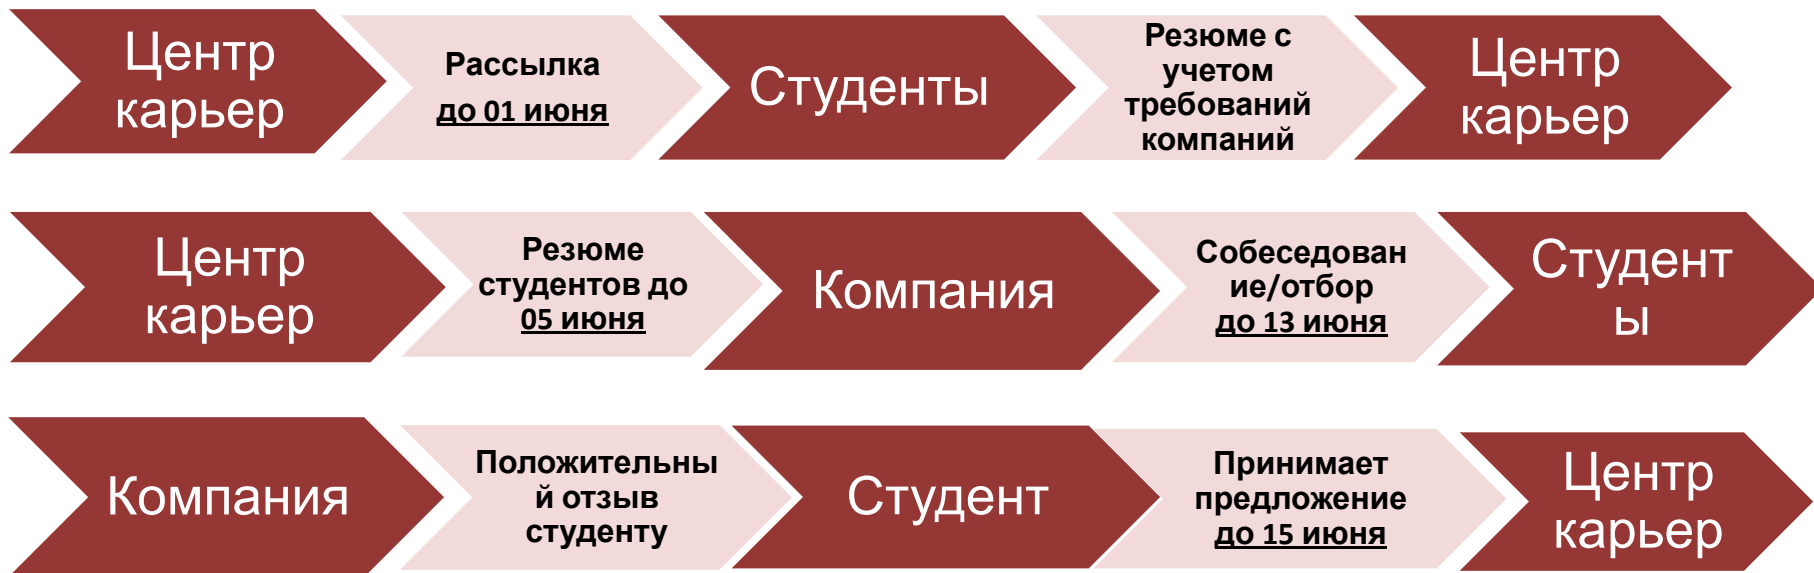 Центр
карьер
Рассылка
до 01 июня
Студенты
Резюме с
учетом
требований
компаний
Центр
карьер
Центр
карьер
Резюме
студентов до
05 июня
Компания
Собеседован
ие/отбор
до 13 июня
Студент
ы
Компания
Положительны
й отзыв
студенту
Студент
Принимает
предложение
до 15 июня
Центр
карьер